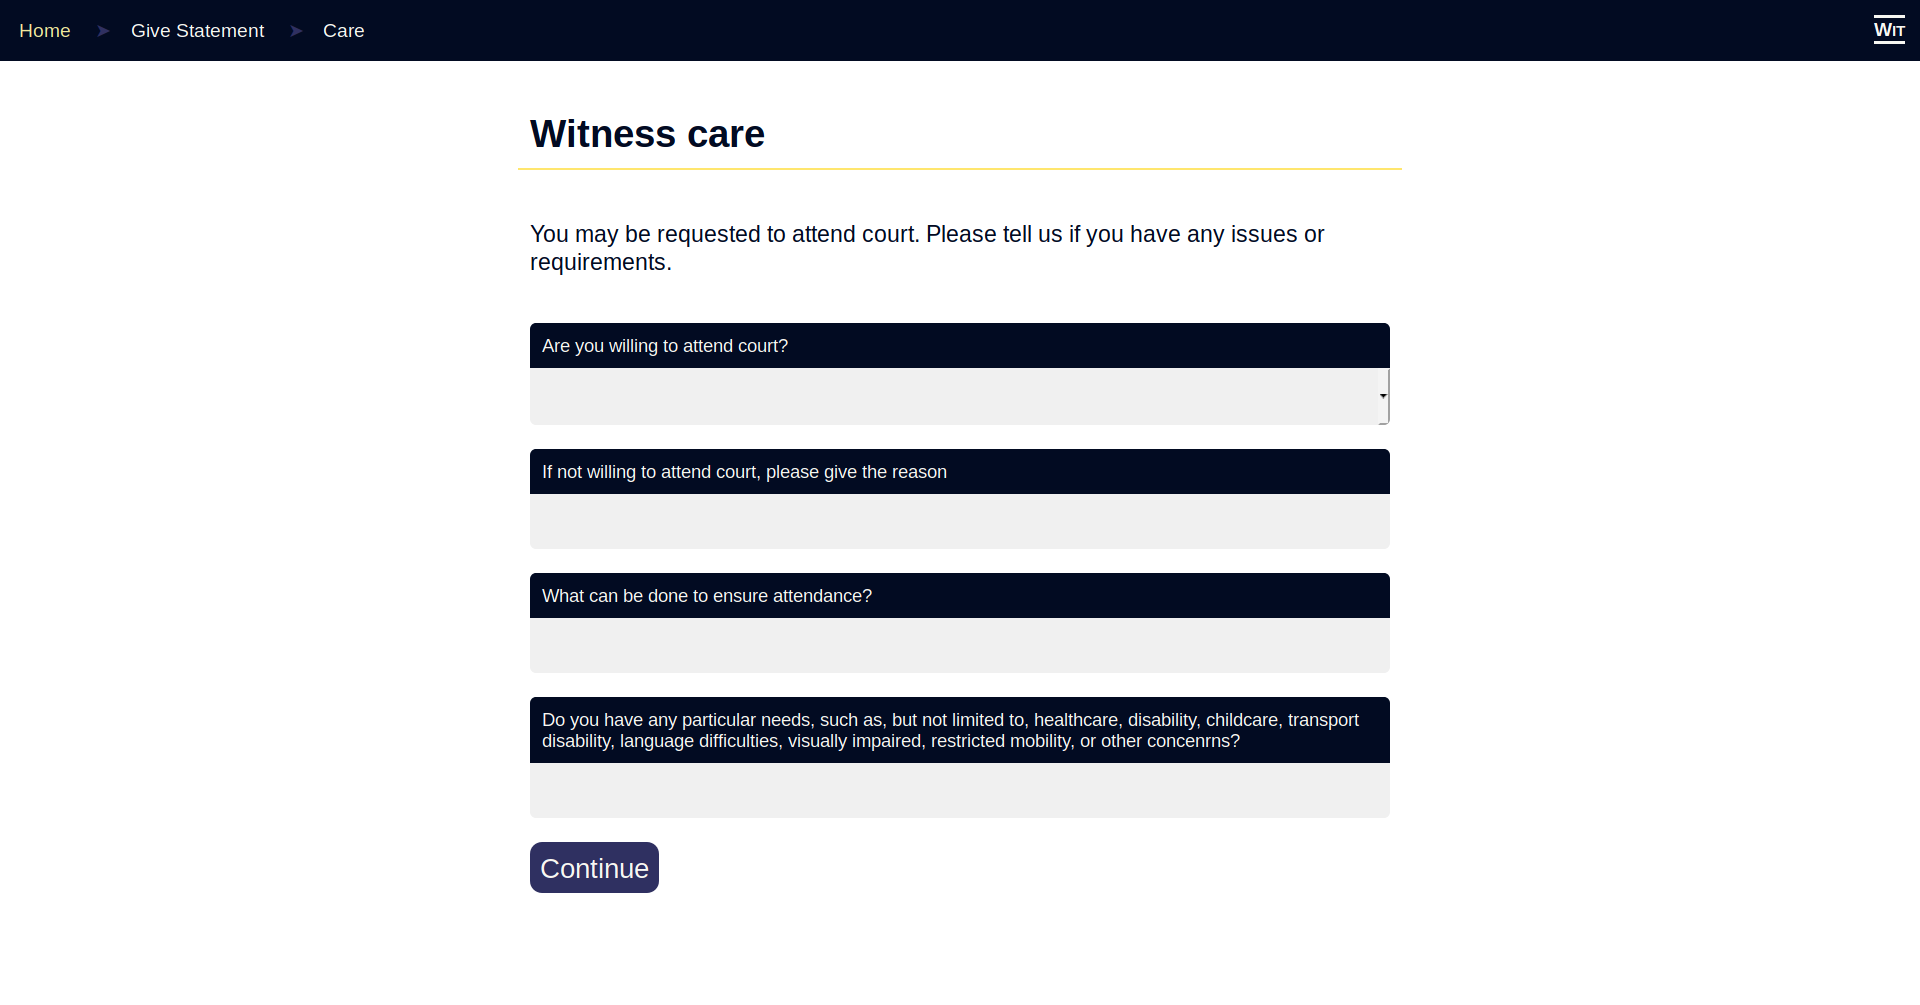 Home ➤ Give Statement ➤ Care
WIT
Witness care
You may be requested to attend court. Please tell us if you have any issues or
requirements.
Are you willing to attend court?
If not willing to attend court, please give the reason
What can be done to ensure attendance?
Do you have any particular needs, such as, but not limited to, healthcare, disability, childcare, transport
disability, language difficulties, visually impaired, restricted mobility, or other concenrns?
Continue